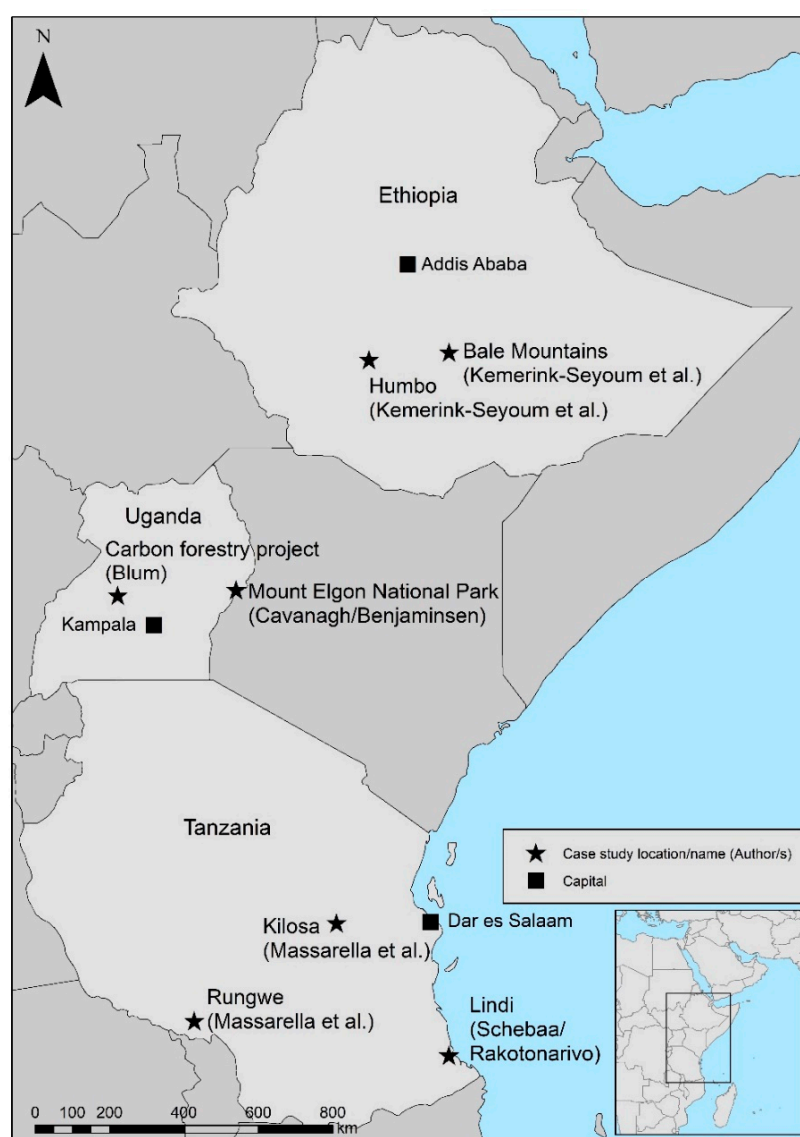 N
Ethiopia
Addis Ababa
Bale Mountains
(Kemerink-Seyoum et al.)
Humbo
(Kemerink-Seyoum et al.)
Uganda
Carbon forestry project
(Blum)
Kampala
Mount Elgon National Park
(Cavanagh/Benjaminsen)
Tanzania
Case study location/name (Author/s)
Capital
Kilosa
(Massarella et al.)
Dar es Salaam
Rungwe
(Massarella et al.)
Lindi
(Schebaa/
Rakotonarivo)
0 100 200 400 600 800
km